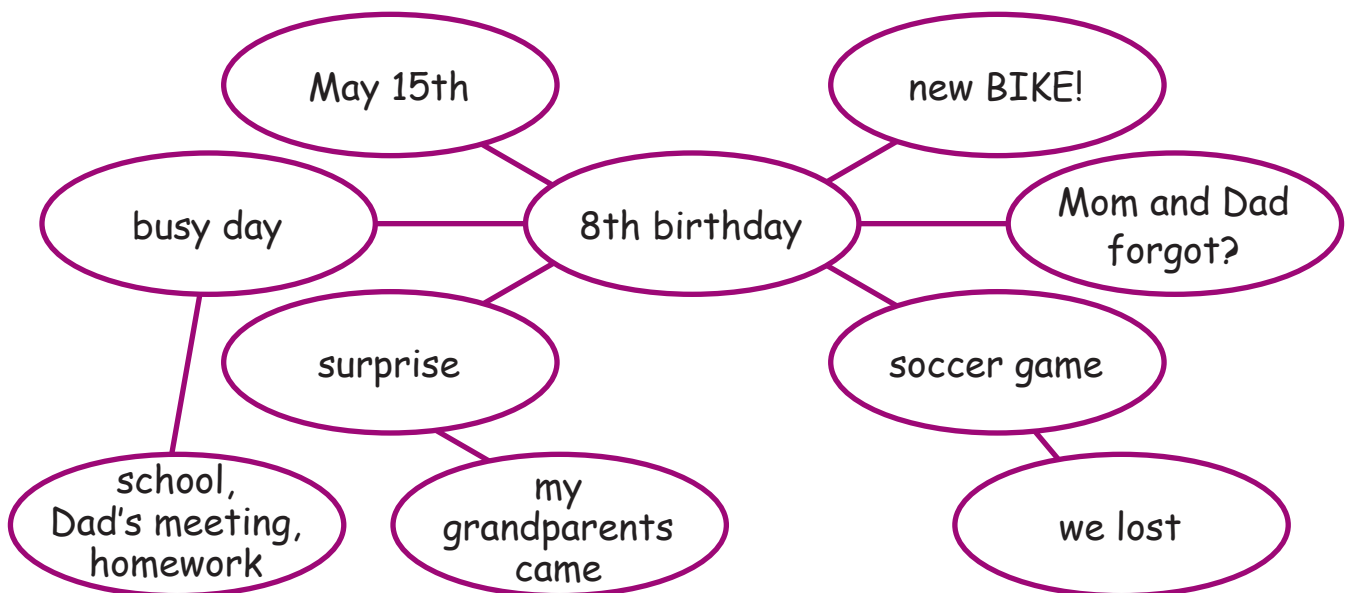 May 15th
new BIKE!
busy day
8th birthday
Mom and Dad
forgot?
surprise
soccer game
school,
Dad's meeting,
homework
my
grandparents
came
we lost